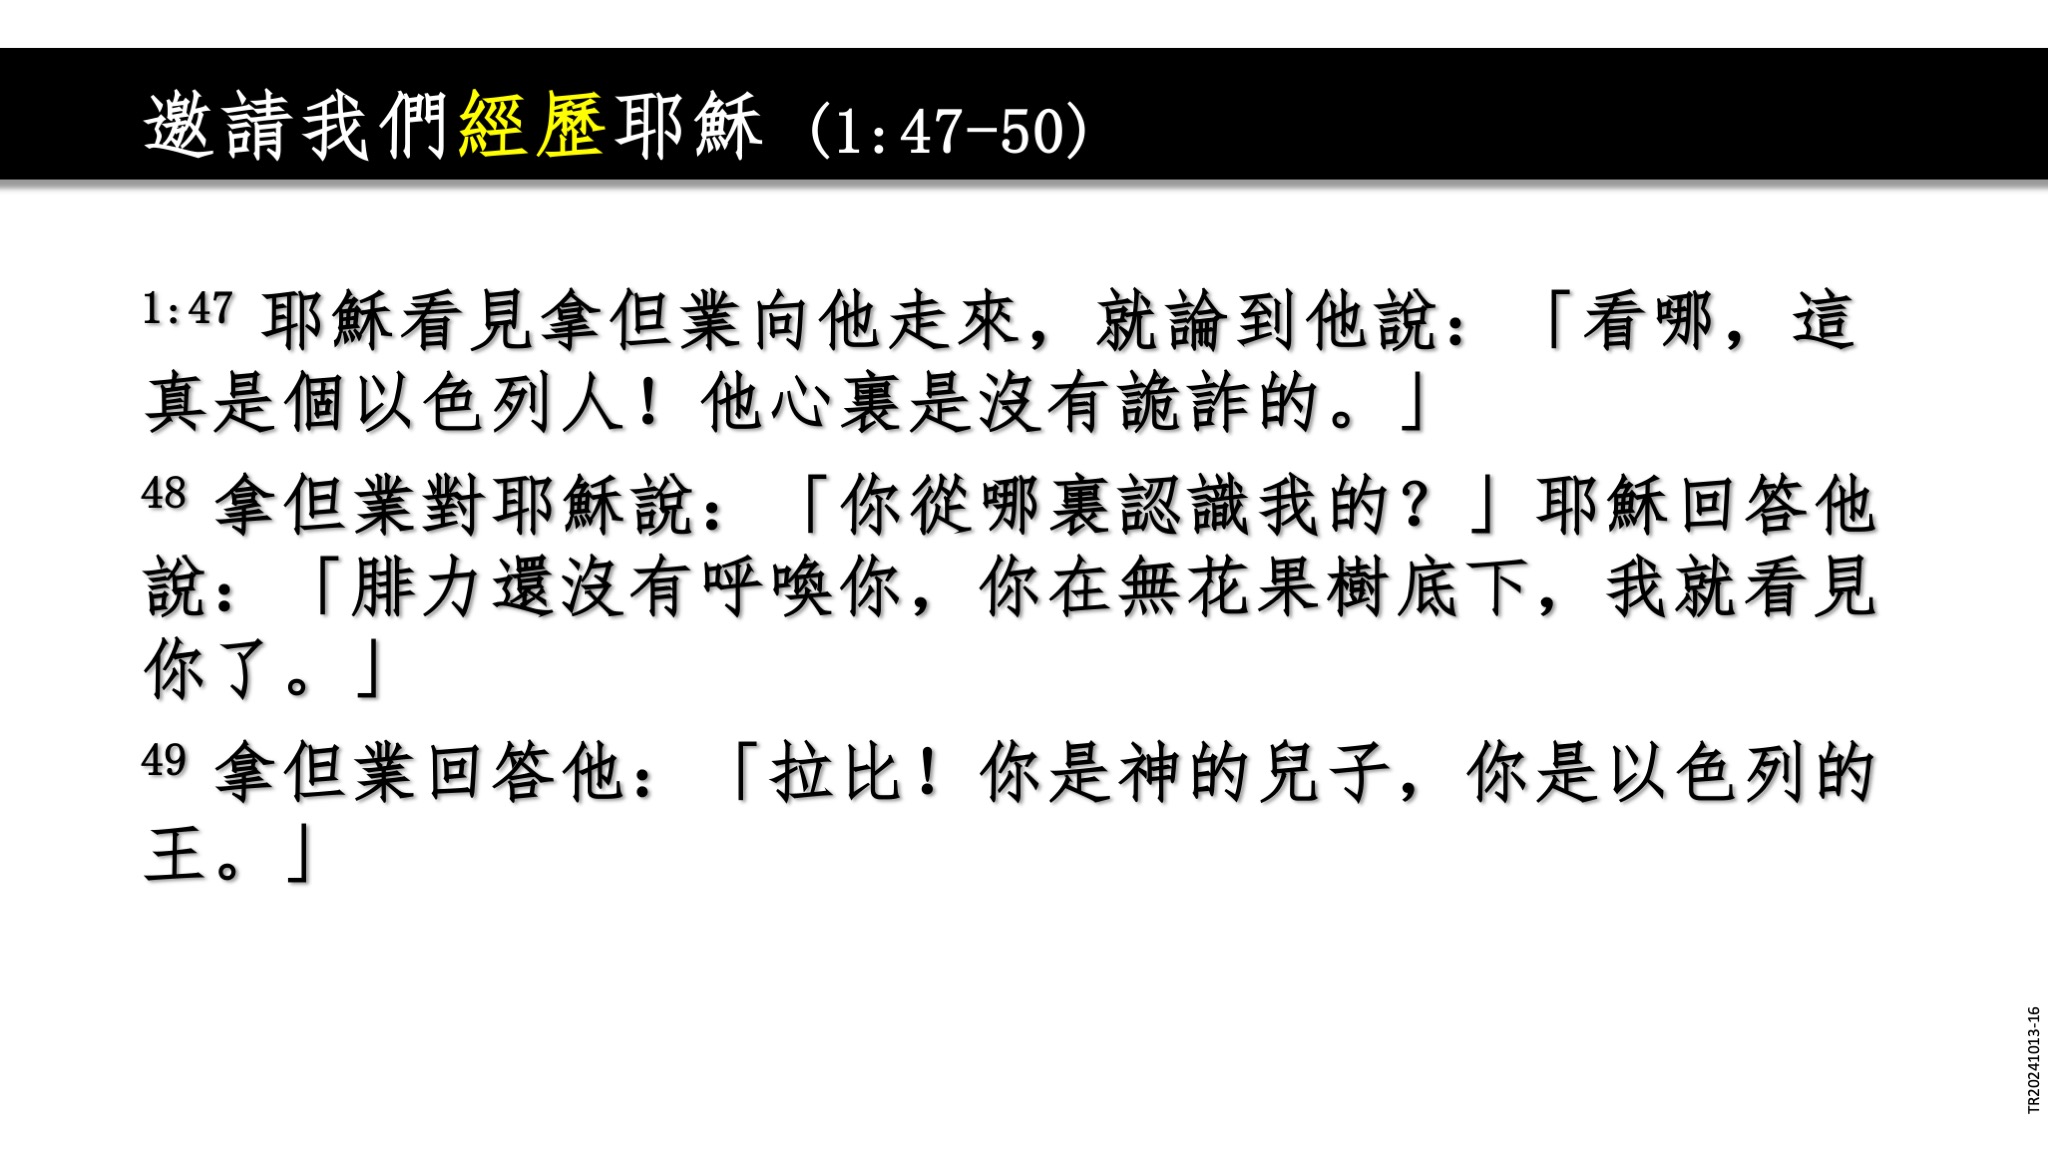 邀請我們經歷耶穌 (1:47-50)
1:47 耶穌看見拿但業向他走來，就論到他說：「看哪，這
真是個以色列人！他心裏是沒有詭詐的。」
48 拿但業對耶穌說：「你從哪裏認識我的？」耶穌回答他
說：「腓力還沒有呼喚你，你在無花果樹底下，我就看見
你了。」
49 拿但業回答他：「拉比！你是神的兒子，你是以色列的
王。」
TR20241013-16